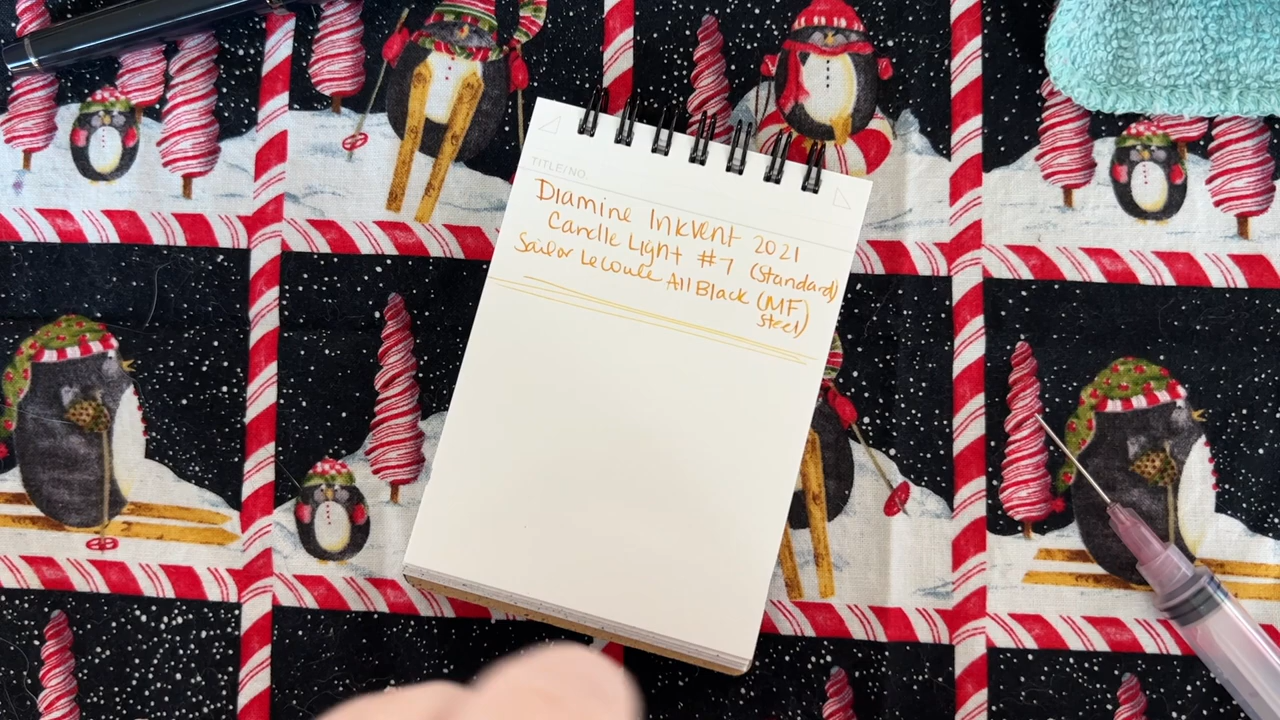 TITLE/NO.
Diamine Inkvent 2021
Candle Light #7 (Standard)
Sailor Lecoule All Black (MF)
steel